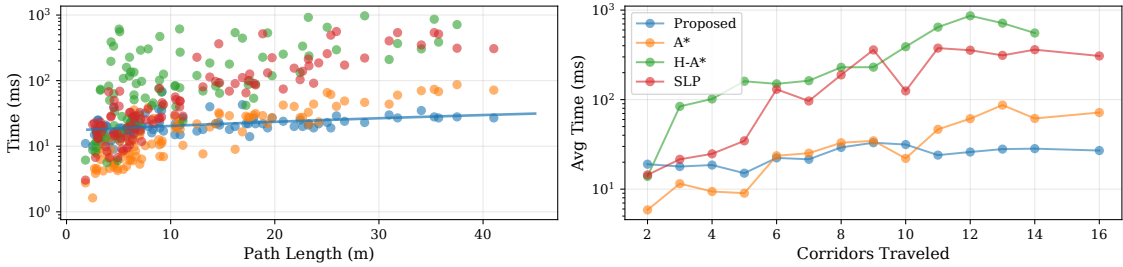 10³
10²
10¹
10⁰
Time (ms)
0 10 20 30 40
Path Length (m)
10³
10²
10¹
Avg Time (ms)
Proposed
A*
H-A*
SLP
2 4 6 8 10 12 14 16
Corridors Traveled